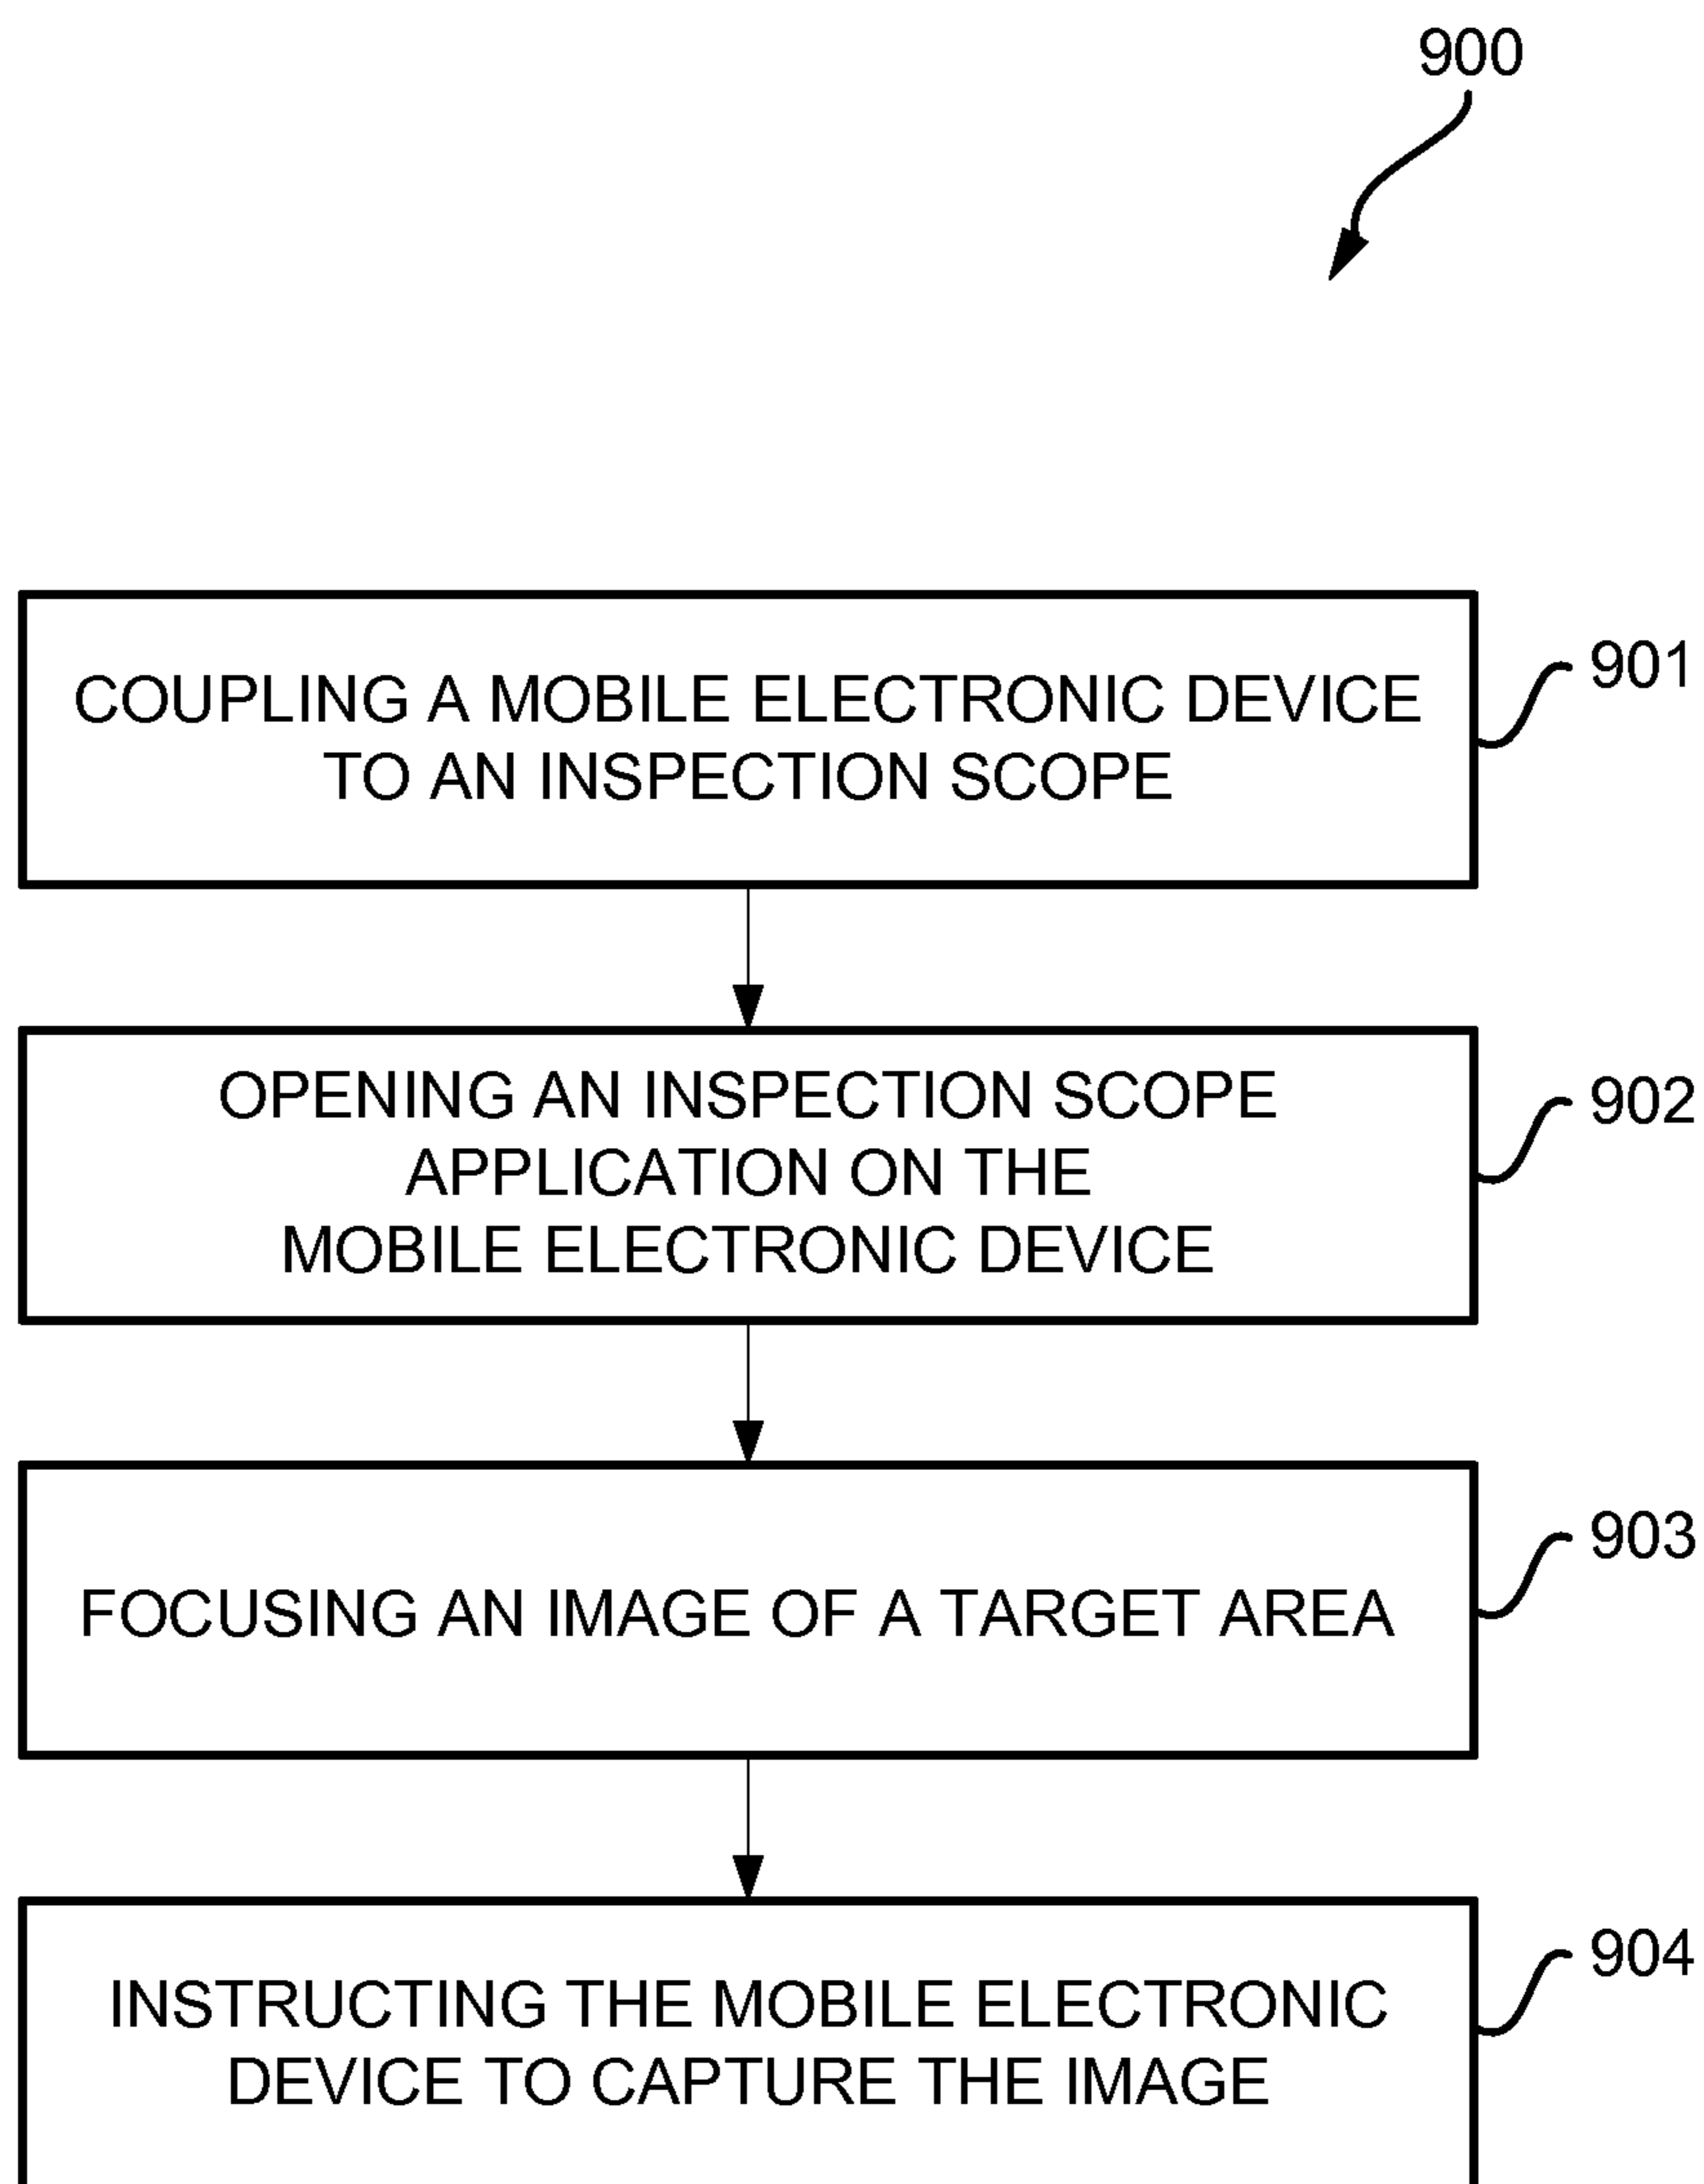 900
COUPLING A MOBILE ELECTRONIC DEVICE
TO AN INSPECTION SCOPE
901
OPENING AN INSPECTION SCOPE
APPLICATION ON THE
MOBILE ELECTRONIC DEVICE
902
FOCUSING AN IMAGE OF A TARGET AREA
903
INSTRUCTING THE MOBILE ELECTRONIC
DEVICE TO CAPTURE THE IMAGE
904